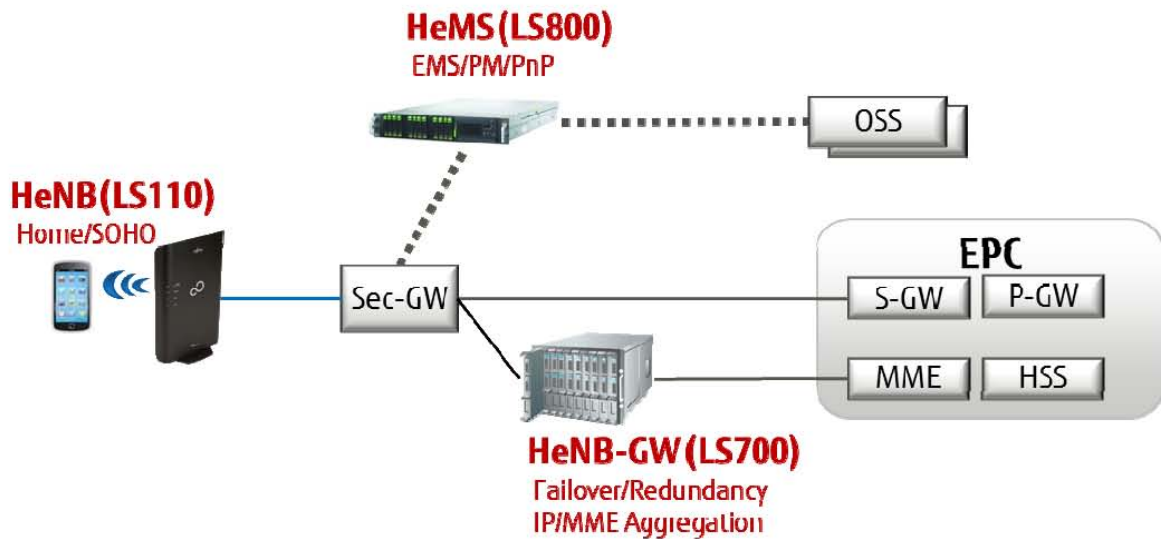 HeMS(LS800)
EMS/PM/PnP
OSS
HeNB(LS110)
Home/SOHO
EPC
Sec-GW
S-GW
P-GW
MME
HSS
HeNB-GW(LS700)
Failover/Redundancy
IP/MME Aggregation